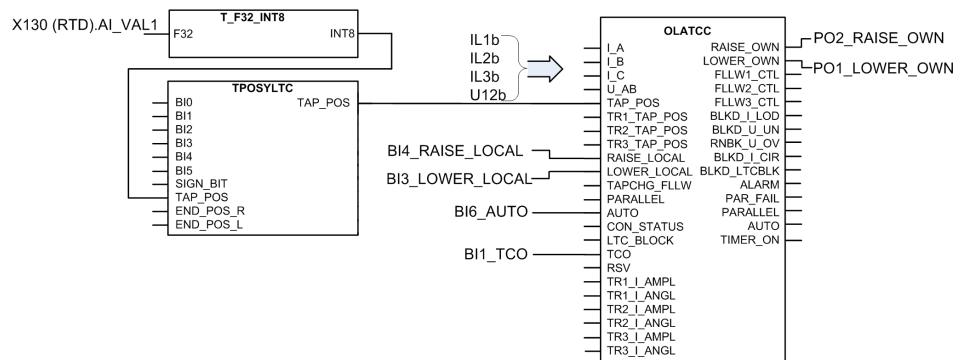 X130 (RTD).AI_VAL1
T_F32_INT8
F32
INT8
TPOSYLTC
BI0
TAP_POS
BI1
BI2
BI3
BI4
BI5
SIGN_BIT
TAP_POS
END_POS_R
END_POS_L
IL1b
IL2b
IL3b
U12b
BI4_RAISE_LOCAL
BI3_LOWER_LOCAL
BI6_AUTO
BI1_TCO
OLATCC
I_A
I_B
I_C
U_AB
TAP_POS
TR1_TAP_POS
TR2_TAP_POS
TR3_TAP_POS
RAISE_LOCAL
LOWER_LOCAL
TAPCHG_FLLW
PARALLEL
AUTO
CON_STATUS
LTC_BLOCK
TCO
RSV
TR1_I_AMPL
TR1_I_ANGL
TR2_I_AMPL
TR2_I_ANGL
TR3_I_AMPL
TR3_I_ANGL
RAISE_OWN
LOWER_OWN
FLLW1_CTL
FLLW2_CTL
FLLW3_CTL
BLKD_I_LOD
BLKD_U_UN
RNBK_U_OV
BLKD_I_CIR
BLKD_LTCBLK
ALARM
PAR_FAIL
PARALLEL
AUTO
TIMER_ON
PO2_RAISE_OWN
PO1_LOWER_OWN